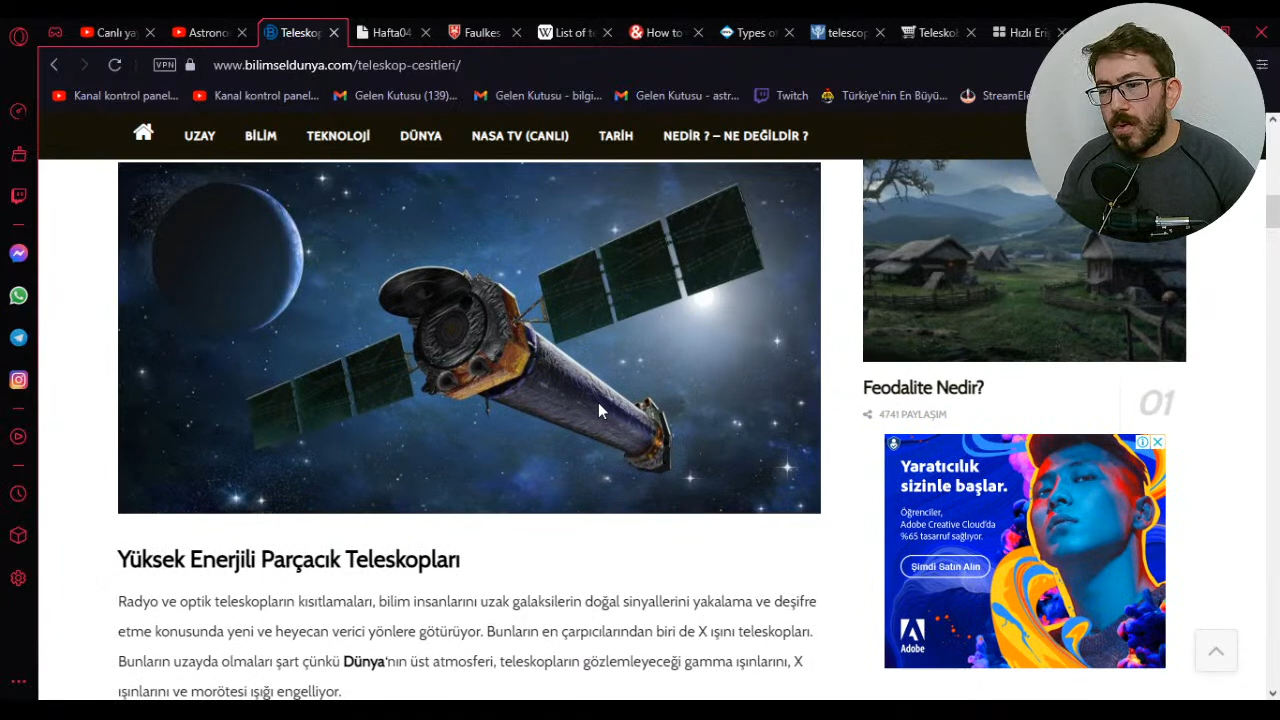 Canlı ya
Astrono
Teleskop
Hafta04
Faulkes
List of te
How to
Types o
telescop
Teleskol
Hızlı Eri
VPN
www.bilimseldunya.com/teleskop-cesitleri/
Kanal kontrol panel...
Kanal kontrol panel...
Gelen Kutusu (139)...
Gelen Kutusu - bilgi...
Gelen Kutusu - astr...
Twitch
Türkiye'nin En Büyü...
StreamEle
UZAY
BİLİM
TEKNOLOJİ
DÜNYA
NASA TV (CANLI)
TARİH
NEDİR ? – NE DEĞİLDİR ?
Yüksek Enerjili Parçacık Teleskopları
Radyo ve optik teleskopların kısıtlamaları, bilim insanlarını uzak galaksilerin doğal sinyallerini yakalama ve deşifre
etme konusunda yeni ve heyecan verici yönlere götürüyor. Bunların en çarpıcılarından biri de X ışını teleskopları.
Bunların uzayda olmaları şart çünkü Dünya'nın üst atmosferi, teleskopların gözlemleyeceği gamma ışınlarını, X
ışınlarını ve morötesi ışığı engelliyor.
Feodalite Nedir?
4741 PAYLAŞIM
01
Yaratıcılık
sizinle başlar.
Öğrenciler,
Adobe Creative Cloud'da
%65 tasarruf sağlıyor.
Şimdi Satın Alın
Adobe